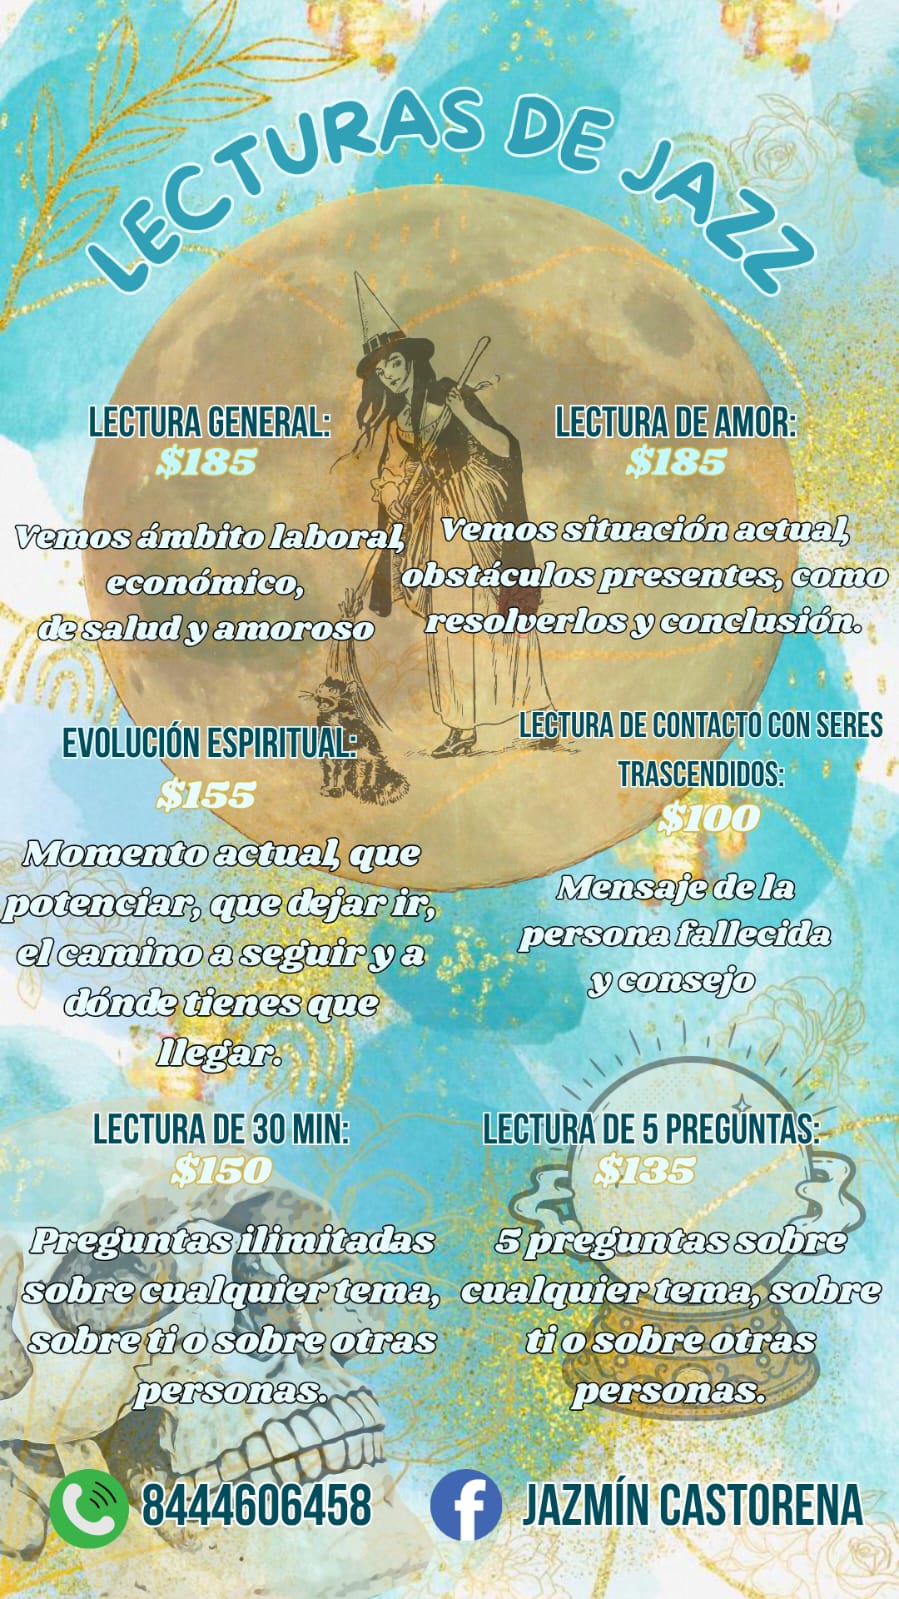 LECTURAS DE JAZZ
LECTURA GENERAL:
$185
Vemos ámbito laboral,
económico,
de salud y amoroso
LECTURA DE AMOR:
$185
Vemos situación actual,
obstáculos presentes, como
resolverlos y conclusión.
EVOLUCIÓN ESPIRITUAL:
$155
Momento actual, que
potenciar, que dejar ir,
el camino a seguir y a
dónde tienes que
llegar.
LECTURA DE CONTACTO CON SERES
TRASCENDIDOS:
$100
Mensaje de la
persona fallecida
y consejo
LECTURA DE 30 MIN:
$150
Preguntas ilimitadas
sobre cualquier tema,
sobre ti o sobre otras
personas.
LECTURA DE 5 PREGUNTAS:
$135
5 preguntas sobre
cualquier tema, sobre
ti o sobre otras
personas.
8444606458
JAZMÍN CASTORENA